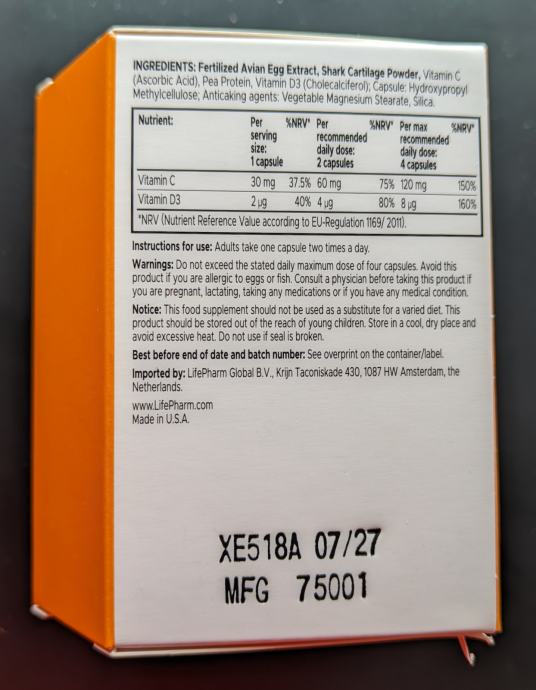 INGREDIENTS: Fertilized Avian Egg Extract, Shark Cartilage Powder, Vitamin C
(Ascorbic Acid), Pea Protein, Vitamin D3 (Cholecalciferol); Capsule: Hydroxypropyl
Methylcellulose; Anticaking agents: Vegetable Magnesium Stearate, Silica.
Nutrient: Per serving size: 1 capsule %NRV* Per recommended daily dose: 2 capsules %NRV* Per max recommended daily dose: 4 capsules %NRV*
Vitamin C 30 mg 37.5% 60 mg 75% 120 mg 150%
Vitamin D3 2 µg 40% 4 µg 80% 8 µg 160%
*NRV (Nutrient Reference Value according to EU-Regulation 1169/ 2011).
Instructions for use: Adults take one capsule two times a day.
Warnings: Do not exceed the stated daily maximum dose of four capsules. Avoid this
product if you are allergic to eggs or fish. Consult a physician before taking this product if
you are pregnant, lactating, taking any medications or if you have any medical condition.
Notice: This food supplement should not be used as a substitute for a varied diet. This
product should be stored out of the reach of young children. Store in a cool, dry place and
avoid excessive heat. Do not use if seal is broken.
Best before end of date and batch number: See overprint on the container/label.
Imported by: LifePharm Global B.V., Krijn Taconiskade 430, 1087 HW Amsterdam, the
Netherlands.
www.LifePharm.com
Made in U.S.A.
XE518A 07/27
MFG 75001